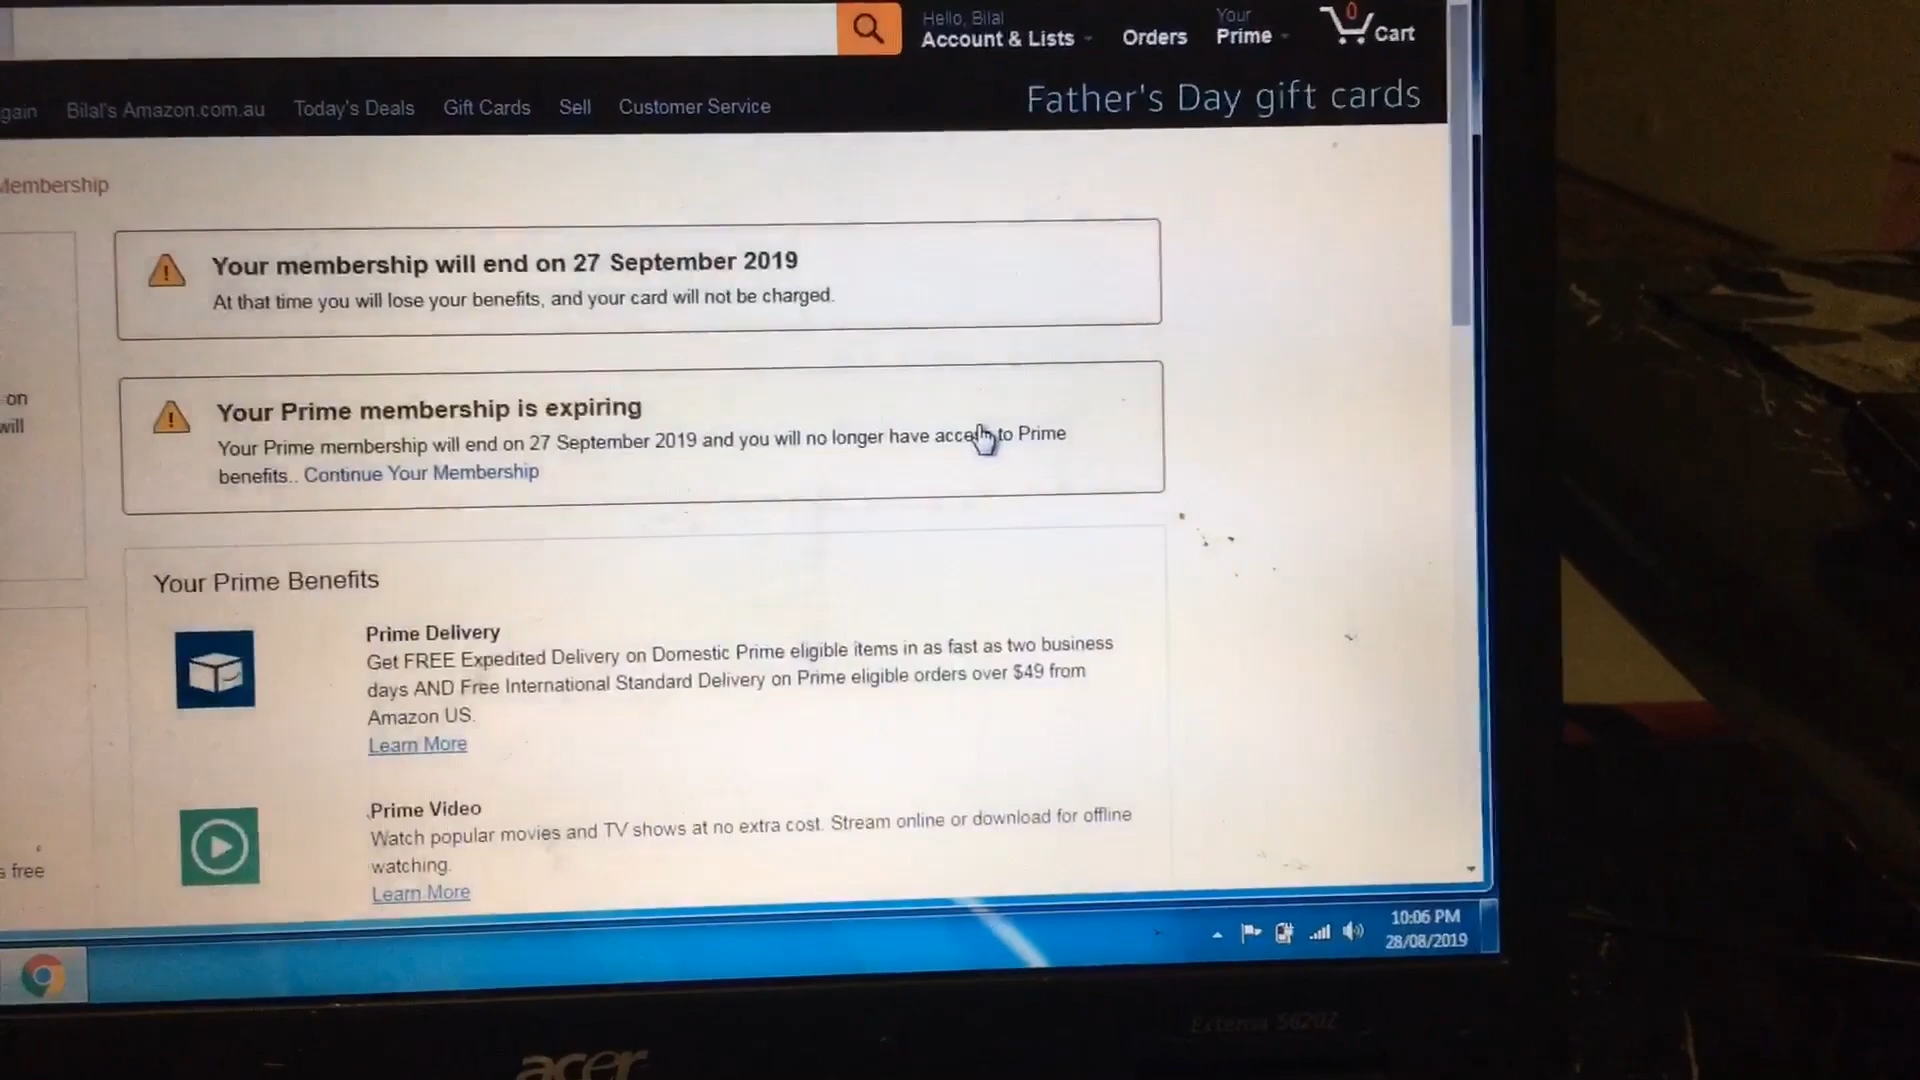 Hello, Bilal
Account & Lists
Orders
Your
Prime
0
Cart
gain
Bilal's Amazon.com.au
Today's Deals
Gift Cards
Sell
Customer Service
Father's Day gift cards
Membership
Your membership will end on 27 September 2019
At that time you will lose your benefits, and your card will not be charged.
on
will
Your Prime membership is expiring
Your Prime membership will end on 27 September 2019 and you will no longer have to Prime
benefits.. Continue Your Membership
Your Prime Benefits
Prime Delivery
Get FREE Expedited Delivery on Domestic Prime eligible items in as fast as two business
days AND Free International Standard Delivery on Prime eligible orders over $49 from
Amazon US.
Learn More
Prime Video
Watch popular movies and TV shows at no extra cost. Stream online or download for offline
watching.
Learn More
s free
10:06 PM
28/08/2019
Extensa 5620Z
acer